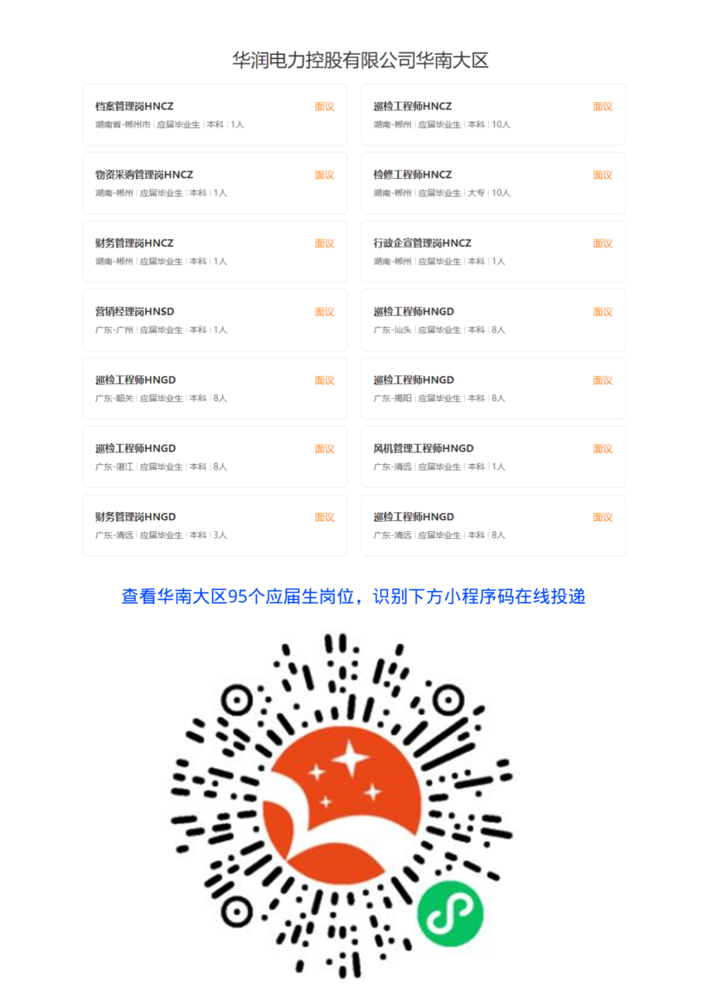 华润电力控股有限公司华南大区
档案管理岗HNCZ 面议
湖南省-郴州市 | 应届毕业生 | 本科 | 1人
巡检工程师HNCZ 面议
湖南-郴州 | 应届毕业生 | 本科 | 10人
物资采购管理岗HNCZ 面议
湖南-郴州 | 应届毕业生 | 本科 | 1人
检修工程师HNCZ 面议
湖南-郴州 | 应届毕业生 | 大专 | 10人
财务管理岗HNCZ 面议
湖南-郴州 | 应届毕业生 | 本科 | 1人
行政企宣管理岗HNCZ 面议
湖南-郴州 | 应届毕业生 | 本科 | 1人
营销经理岗HNSD 面议
广东-广州 | 应届毕业生 | 本科 | 1人
巡检工程师HNGD 面议
广东-汕头 | 应届毕业生 | 本科 | 8人
巡检工程师HNGD 面议
广东-韶关 | 应届毕业生 | 本科 | 8人
巡检工程师HNGD 面议
广东-揭阳 | 应届毕业生 | 本科 | 8人
巡检工程师HNGD 面议
广东-湛江 | 应届毕业生 | 本科 | 8人
风机管理工程师HNGD 面议
广东-清远 | 应届毕业生 | 本科 | 1人
财务管理岗HNGD 面议
广东-清远 | 应届毕业生 | 本科 | 3人
巡检工程师HNGD 面议
广东-清远 | 应届毕业生 | 本科 | 8人
查看华南大区95个应届生岗位，识别下方小程序码在线投递